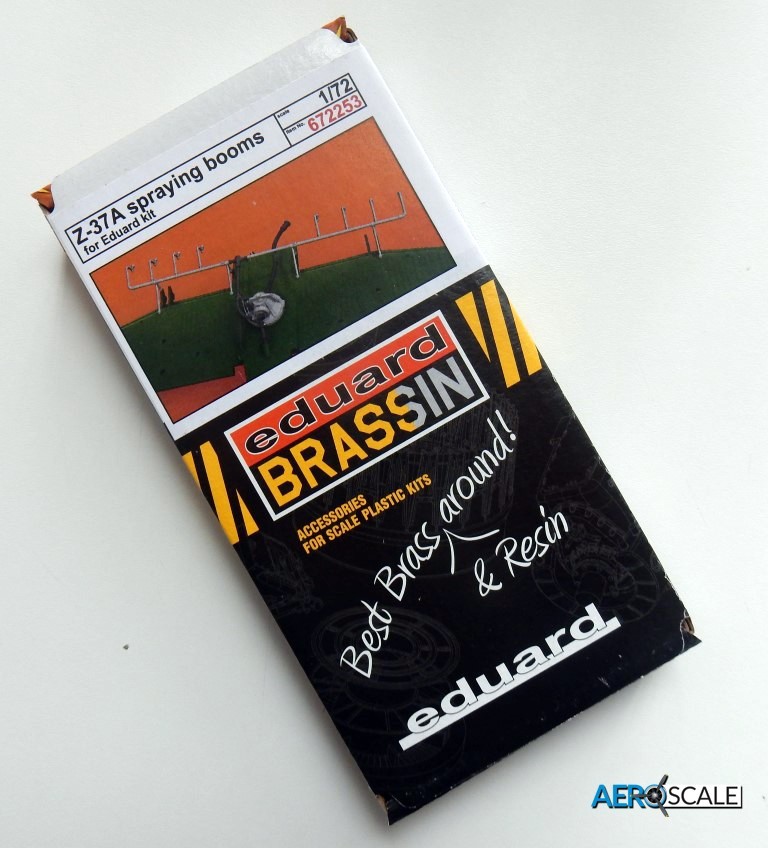 Z-37A spraying booms
for Eduard kit
scale 1/72
Item No. 672253
eduard
BRASSIN
ACCESSORIES
FOR SCALE PLASTIC KITS
Best Brass around!
& Resin
eduard
AEROSCALE